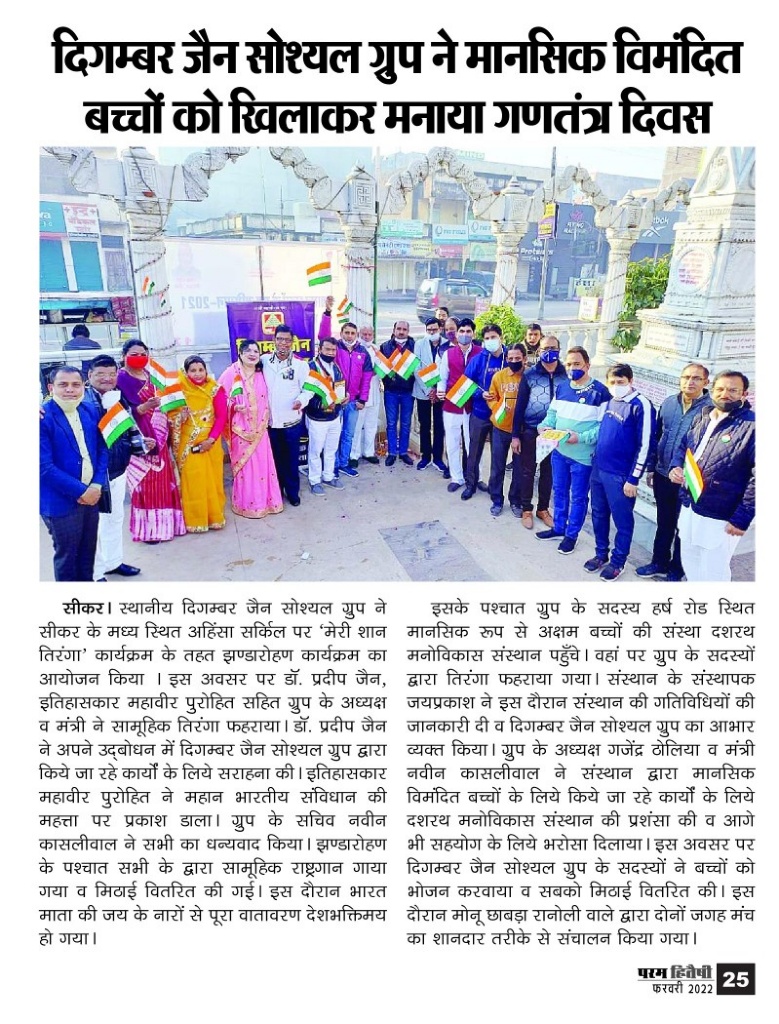 दिगम्बर जैन सोश्यल ग्रुप ने मानसिक विमंदित
बच्चों को खिलाकर मनाया गणतंत्र दिवस
सीकर। स्थानीय दिगम्बर जैन सोश्यल ग्रुप ने
सीकर के मध्य स्थित अहिंसा सर्किल पर ‘मेरी शान
तिरंगा’ कार्यक्रम के तहत झण्डारोहण कार्यक्रम का
आयोजन किया । इस अवसर पर डॉ. प्रदीप जैन,
इतिहासकार महावीर पुरोहित सहित ग्रुप के अध्यक्ष
व मंत्री ने सामूहिक तिरंगा फहराया। डॉ. प्रदीप जैन
ने अपने उद्बोधन में दिगम्बर जैन सोश्यल ग्रुप द्वारा
किये जा रहे कार्यों के लिये सराहना की। इतिहासकार
महावीर पुरोहित ने महान भारतीय संविधान की
महत्ता पर प्रकाश डाला। ग्रुप के सचिव नवीन
कासलीवाल ने सभी का धन्यवाद किया। झण्डारोहण
के पश्चात सभी के द्वारा सामूहिक राष्ट्रगान गाया
गया व मिठाई वितरित की गई। इस दौरान भारत
माता की जय के नारों से पूरा वातावरण देशभक्तिमय
हो गया।
इसके पश्चात ग्रुप के सदस्य हर्ष रोड स्थित
मानसिक रूप से अक्षम बच्चों की संस्था दशरथ
मनोविकास संस्थान पहुँचे। वहां पर ग्रुप के सदस्यों
द्वारा तिरंगा फहराया गया। संस्थान के संस्थापक
जयप्रकाश ने इस दौरान संस्थान की गतिविधियों की
जानकारी दी व दिगम्बर जैन सोश्यल ग्रुप का आभार
व्यक्त किया। ग्रुप के अध्यक्ष गजेंद्र ठोलिया व मंत्री
नवीन कासलीवाल ने संस्थान द्वारा मानसिक
विमंदित बच्चों के लिये किये जा रहे कार्यों के लिये
दशरथ मनोविकास संस्थान की प्रशंसा की व आगे
भी सहयोग के लिये भरोसा दिलाया। इस अवसर पर
दिगम्बर जैन सोश्यल ग्रुप के सदस्यों ने बच्चों को
भोजन करवाया व सबको मिठाई वितरित की। इस
दौरान मोनू छाबड़ा रानोली वाले द्वारा दोनों जगह मंच
का शानदार तरीके से संचालन किया गया।
परम हितैषी
फरवरी 2022 25